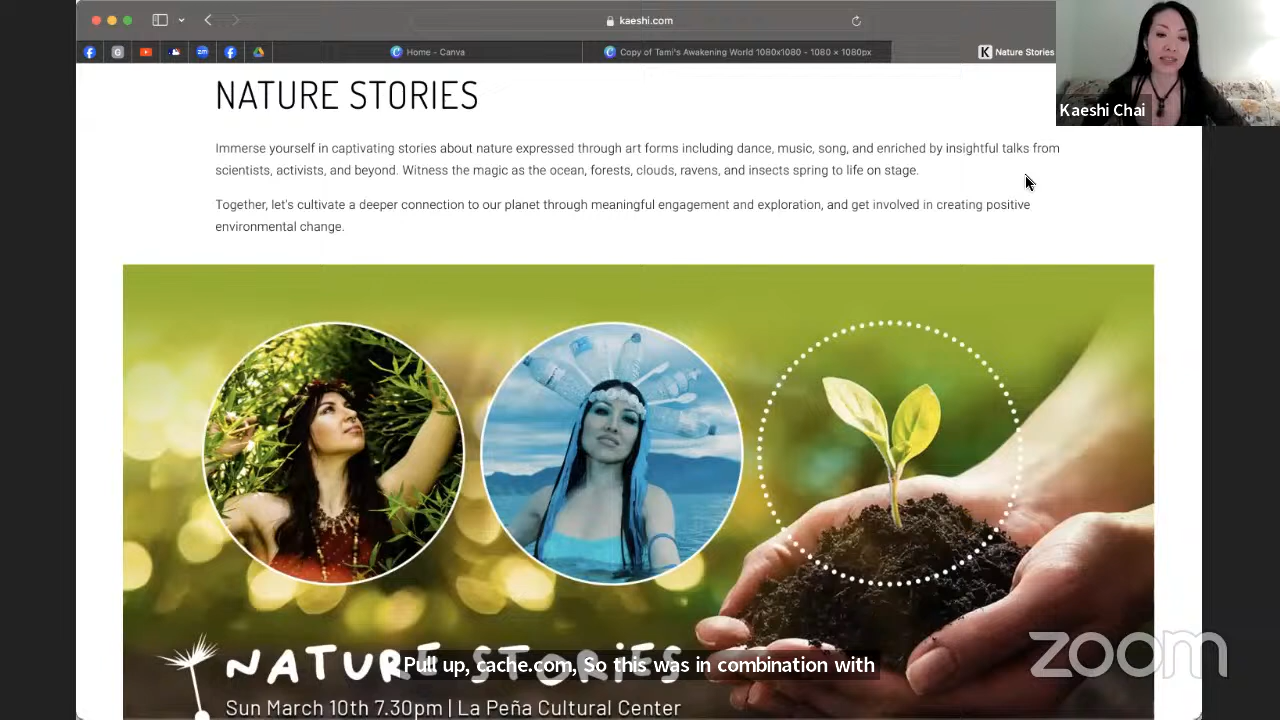 kaeshi.com
Home - Canva
Copy of Tami's Awakening World 1080x1080 - 1080 × 1080px
K Nature Stories
Kaeshi Chai
NATURE STORIES
Immerse yourself in captivating stories about nature expressed through art forms including dance, music, song, and enriched by insightful talks from
scientists, activists, and beyond. Witness the magic as the ocean, forests, clouds, ravens, and insects spring to life on stage.
Together, let's cultivate a deeper connection to our planet through meaningful engagement and exploration, and get involved in creating positive
environmental change.
NATURE STORiES
Pull up, cache.com, So this was in combination with
Sun March 10th 7.30pm | La Peña Cultural Center
zoom